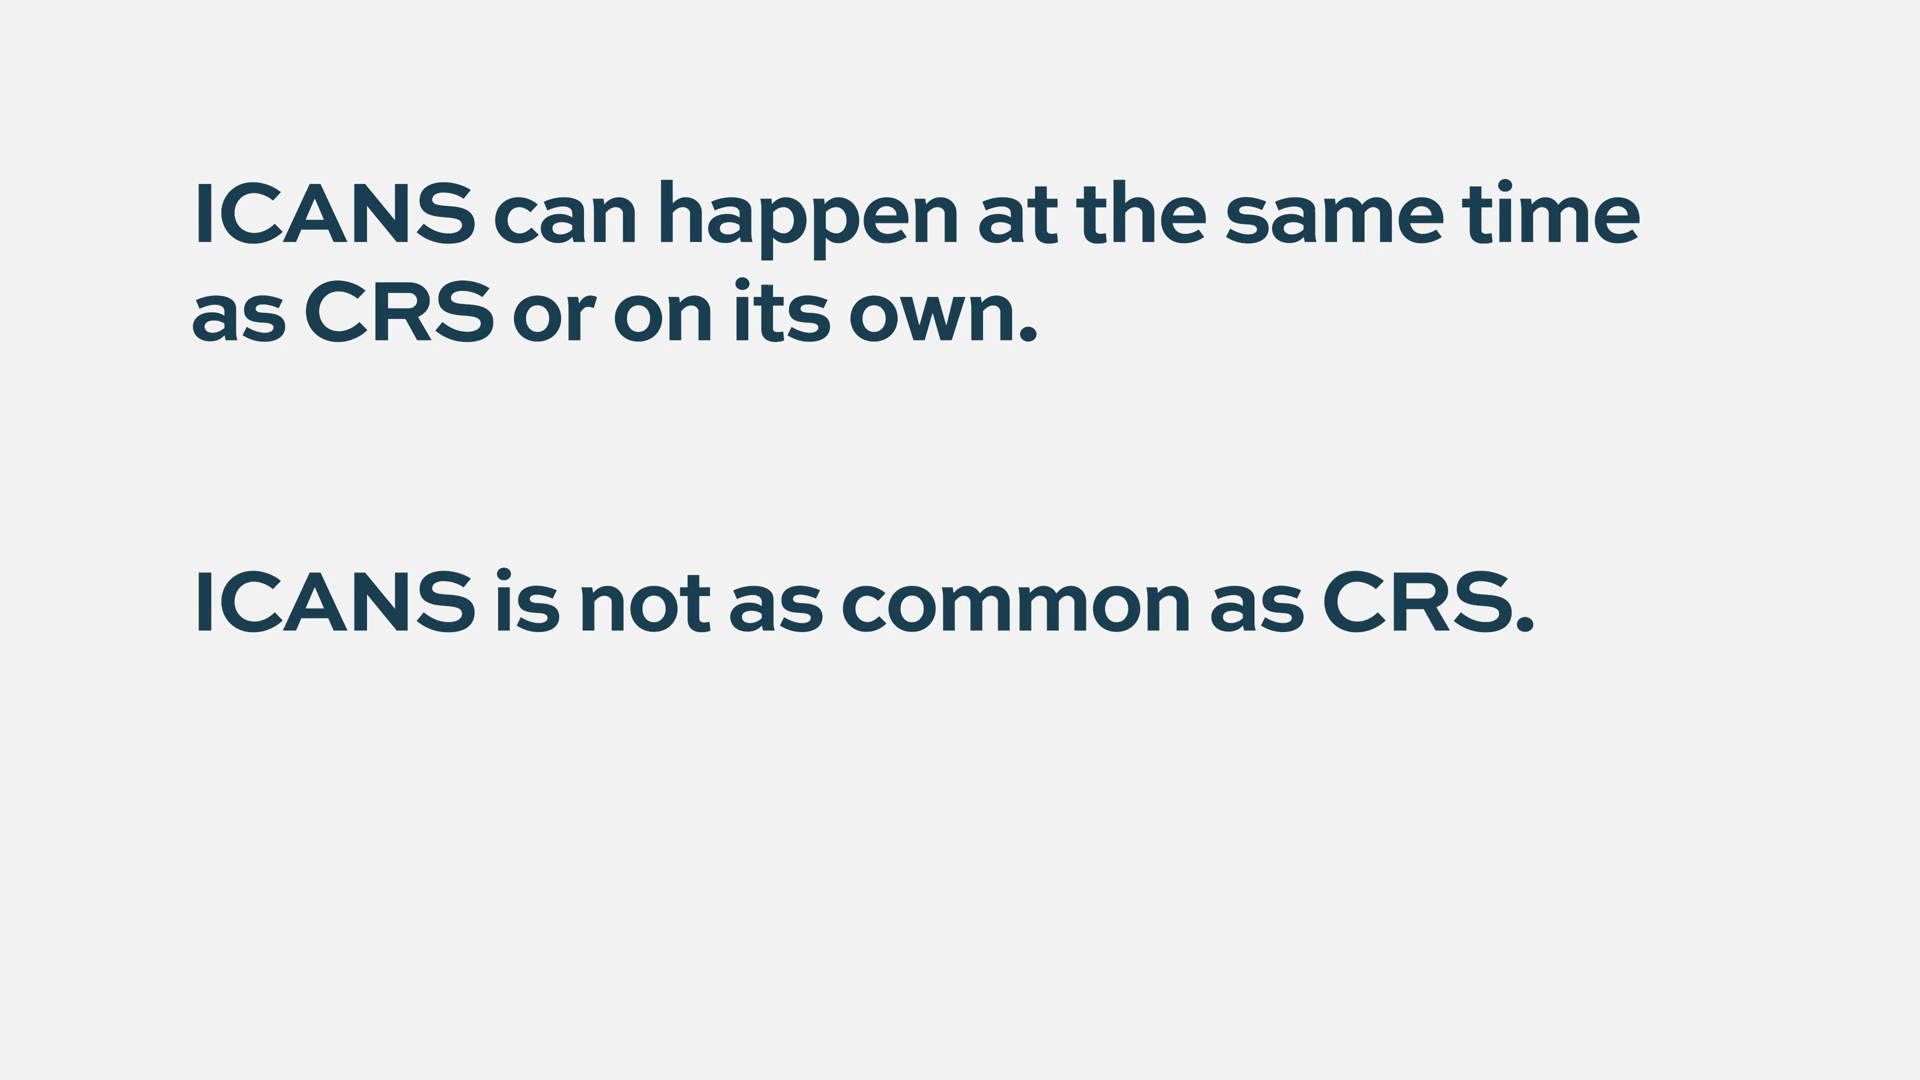 ICANS can happen at the same time
as CRS or on its own.
ICANS is not as common as CRS.